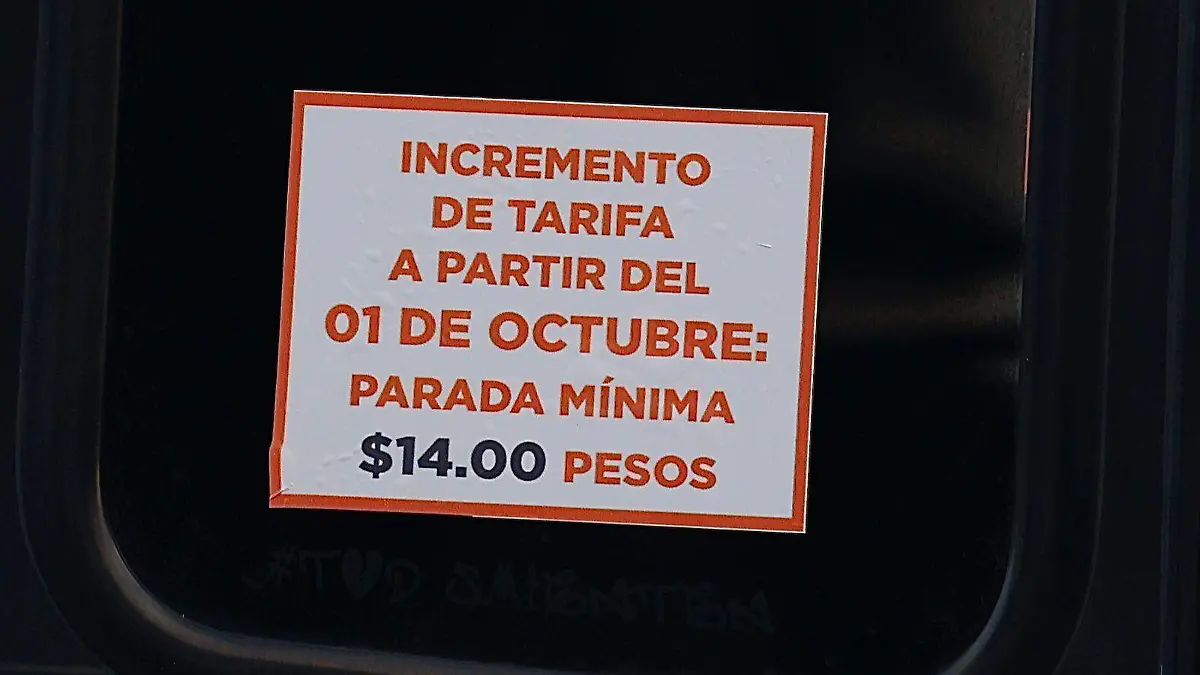 INCREMENTO
DE TARIFA
A PARTIR DEL
01 DE OCTUBRE:
PARADA MÍNIMA
$14.00 PESOS